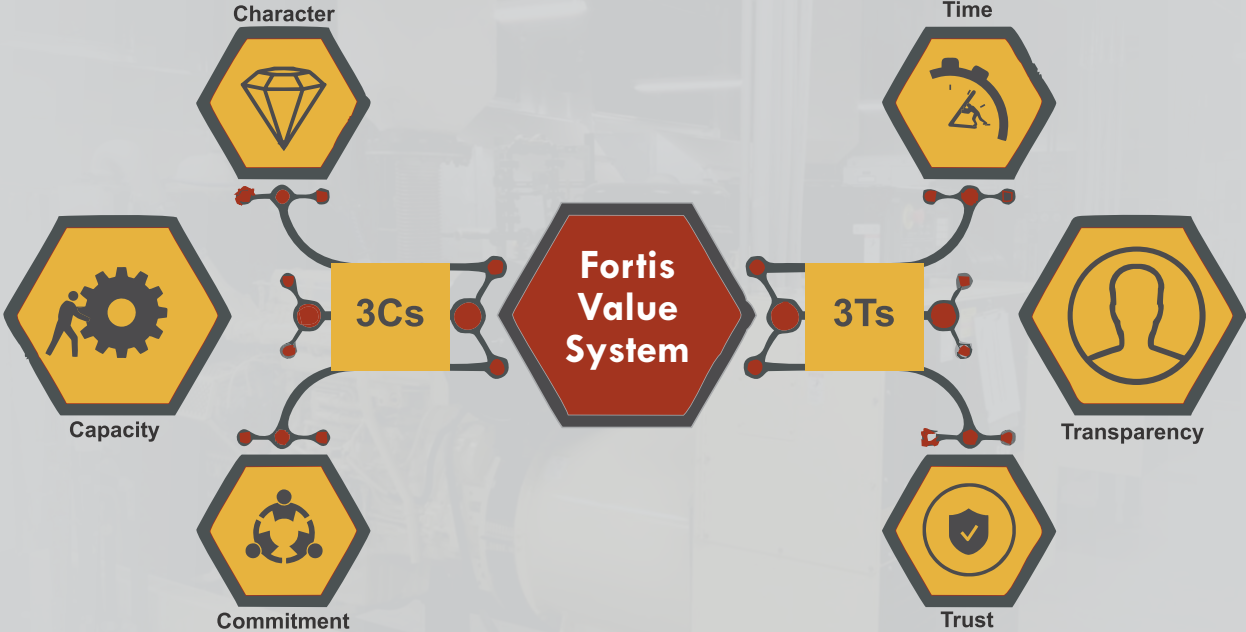 Character
Time
Fortis
Value
System
3Cs
3Ts
Capacity
Transparency
Commitment
Trust